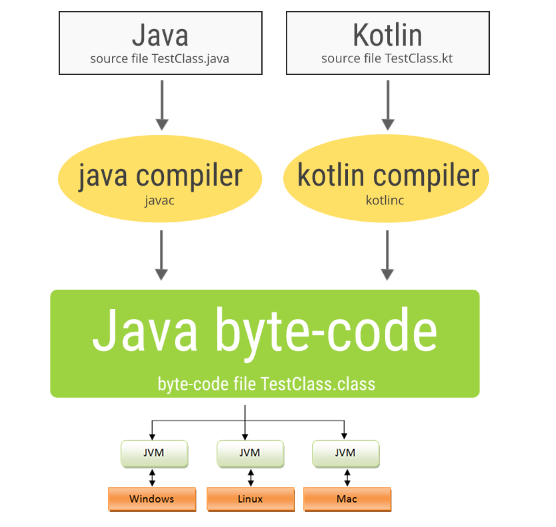 Java
source file TestClass.java
Kotlin
source file TestClass.kt
java compiler
javac
kotlin compiler
kotlinc
Java byte-code
byte-code file TestClass.class
JVM
JVM
JVM
Windows
Linux
Mac